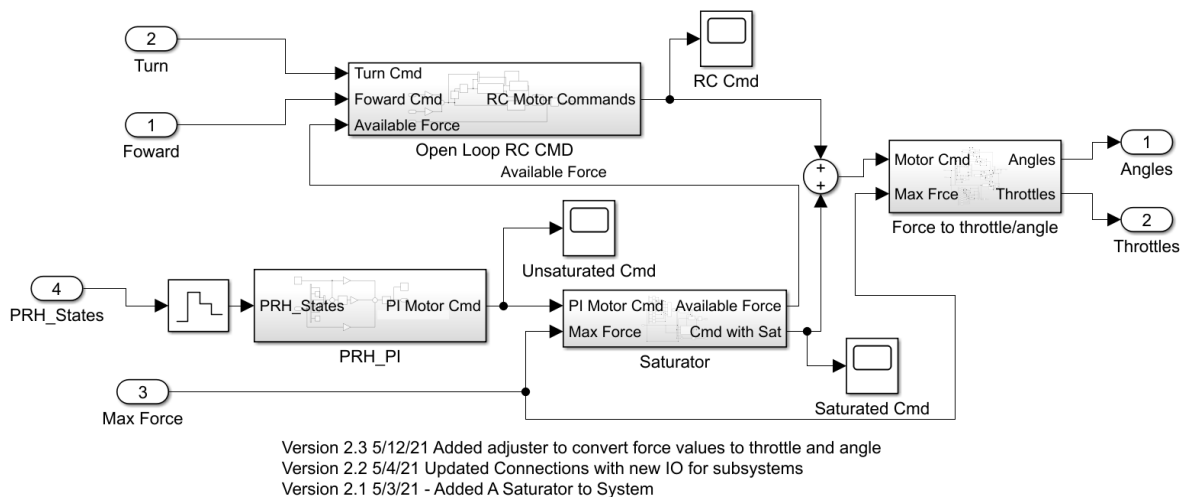 2
Turn
1
Foward
Turn Cmd
Foward Cmd
Available Force
RC Motor Commands
Open Loop RC CMD
RC Cmd
Available Force
+
+
Motor Cmd
Max Frce
Angles
Throttles
Force to throttle/angle
1
Angles
2
Throttles
4
PRH_States
PRH_States
PI Motor Cmd
PRH_PI
Unsaturated Cmd
PI Motor Cmd
Max Force
Available Force
Cmd with Sat
Saturator
Saturated Cmd
3
Max Force
Version 2.3 5/12/21 Added adjuster to convert force values to throttle and angle
Version 2.2 5/4/21 Updated Connections with new IO for subsystems
Version 2.1 5/3/21 - Added A Saturator to System